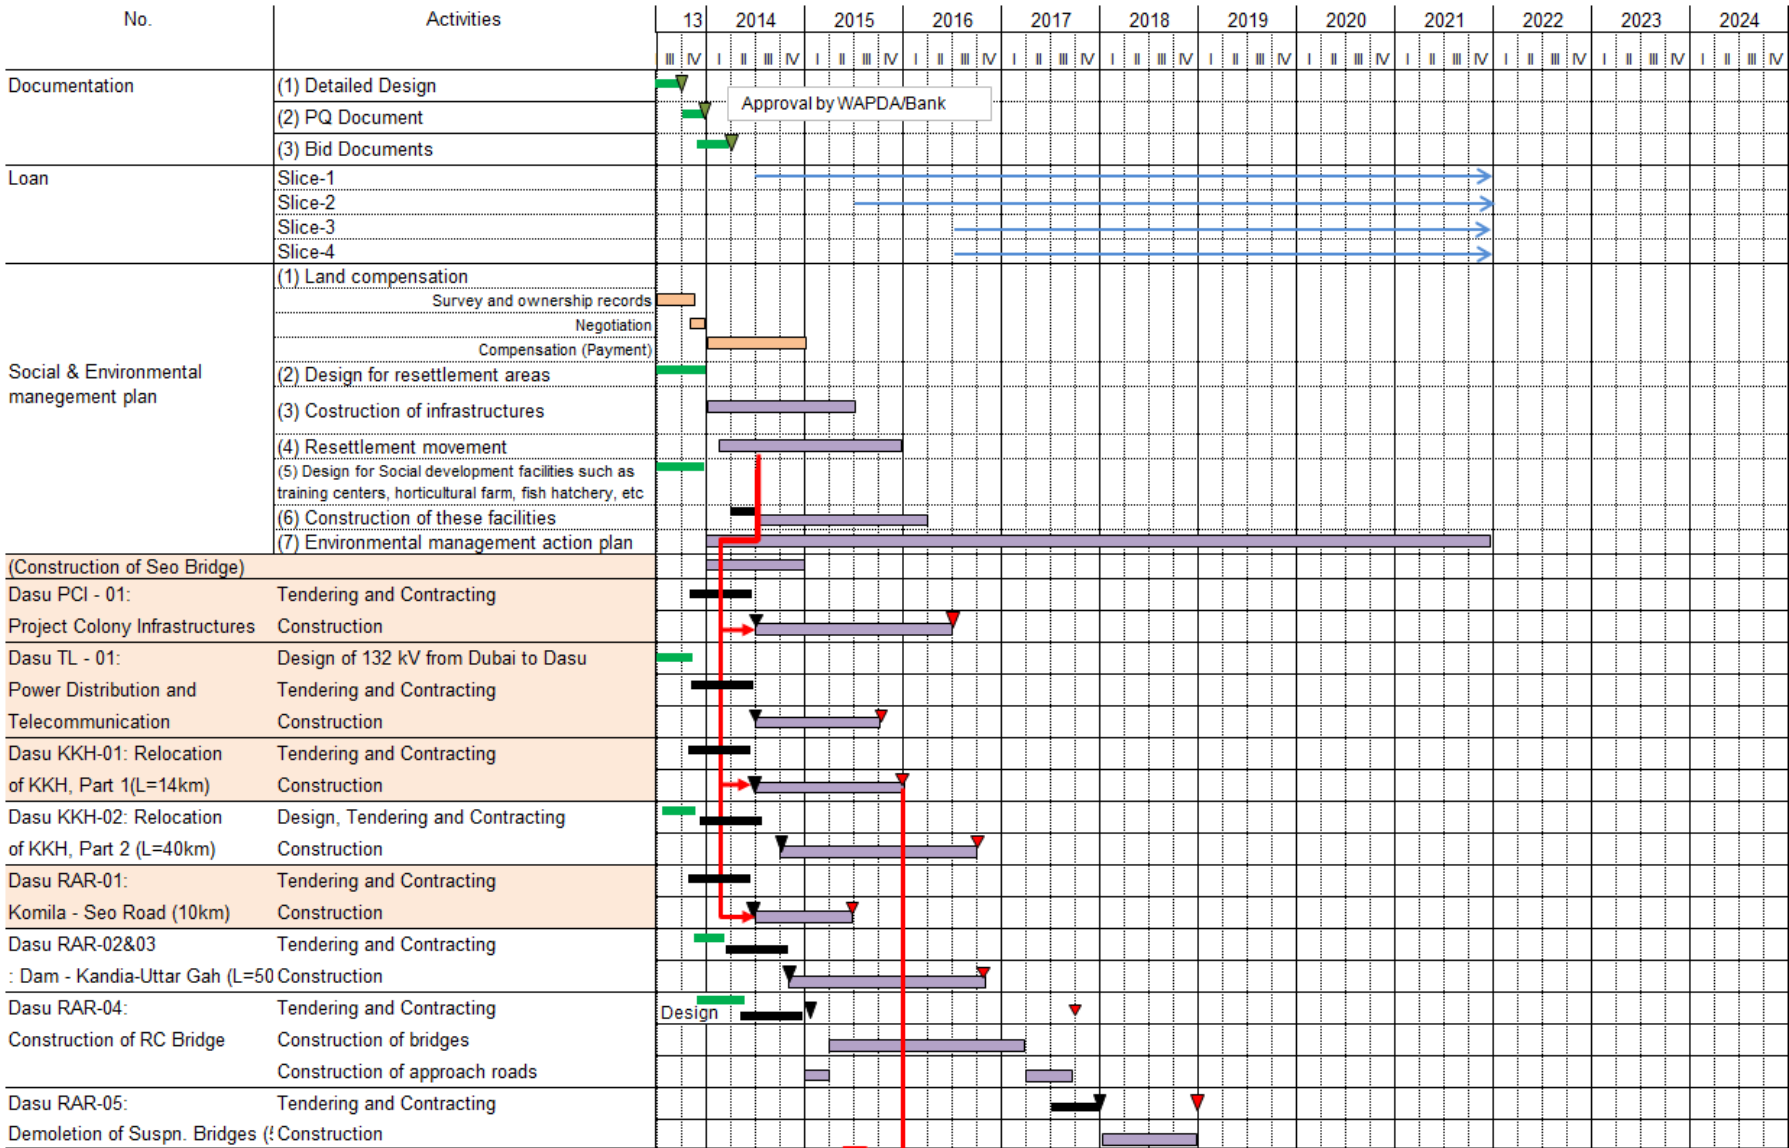 No. Activities 13 2014 2015 2016 2017 2018 2019 2020 2021 2022 2023 2024
III IV I II III IV I II III IV I II III IV I II III IV I II III IV I II III IV I II III IV I II III IV I II III IV I II III IV I II III IV
Documentation (1) Detailed Design
Approval by WAPDA/Bank
(2) PQ Document
(3) Bid Documents
Loan Slice-1
Slice-2
Slice-3
Slice-4
(1) Land compensation
Survey and ownership records
Negotiation
Compensation (Payment)
Social & Environmental
manegement plan
(2) Design for resettlement areas
(3) Costruction of infrastructures
(4) Resettlement movement
(5) Design for Social development facilities such as
training centers, horticultural farm, fish hatchery, etc
(6) Construction of these facilities
(7) Environmental management action plan
(Construction of Seo Bridge)
Dasu PCI - 01: Tendering and Contracting
Project Colony Infrastructures Construction
Dasu TL - 01: Design of 132 kV from Dubai to Dasu
Power Distribution and Tendering and Contracting
Telecommunication Construction
Dasu KKH-01: Relocation Tendering and Contracting
of KKH, Part 1(L=14km) Construction
Dasu KKH-02: Relocation Design, Tendering and Contracting
of KKH, Part 2 (L=40km) Construction
Dasu RAR-01: Tendering and Contracting
Komila - Seo Road (10km) Construction
Dasu RAR-02&03 Tendering and Contracting
: Dam - Kandia-Uttar Gah (L=50 Construction
Dasu RAR-04: Tendering and Contracting Design
Construction of RC Bridge Construction of bridges
Construction of approach roads
Dasu RAR-05: Tendering and Contracting
Demoletion of Suspn. Bridges ( Construction